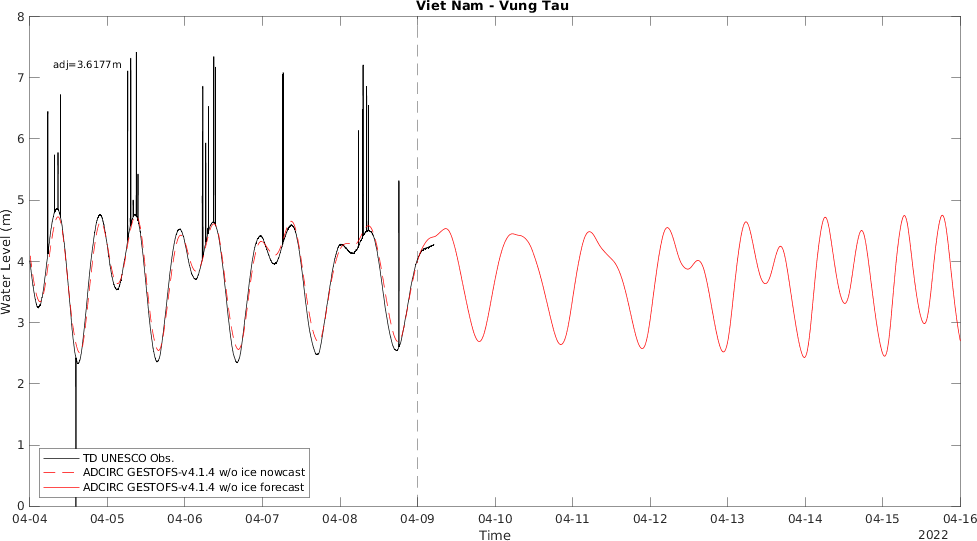 Viet Nam - Vung Tau
8
7
6
5
4
3
2
1
0
Water Level (m)
adj=3.6177m
TD UNESCO Obs.
ADCIRC GESTOFS-v4.1.4 w/o ice nowcast
ADCIRC GESTOFS-v4.1.4 w/o ice forecast
04-04 04-05 04-06 04-07 04-08 04-09 04-10 04-11 04-12 04-13 04-14 04-15 04-16
Time
2022